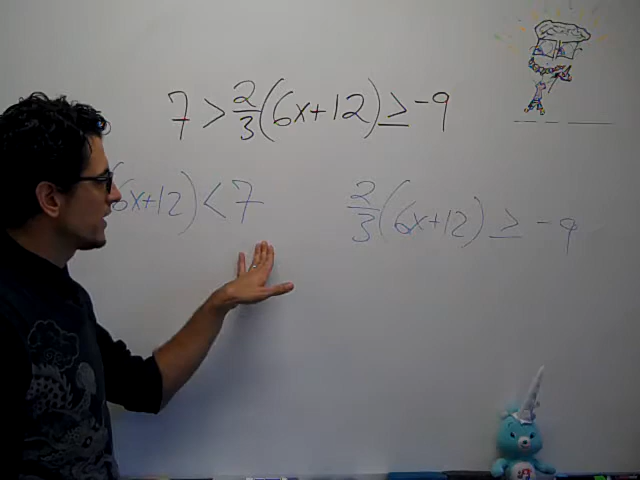 7 > 2/3(6x+12) ≥ -9
6x+12) < 7
2/3(6x+12) ≥ -9